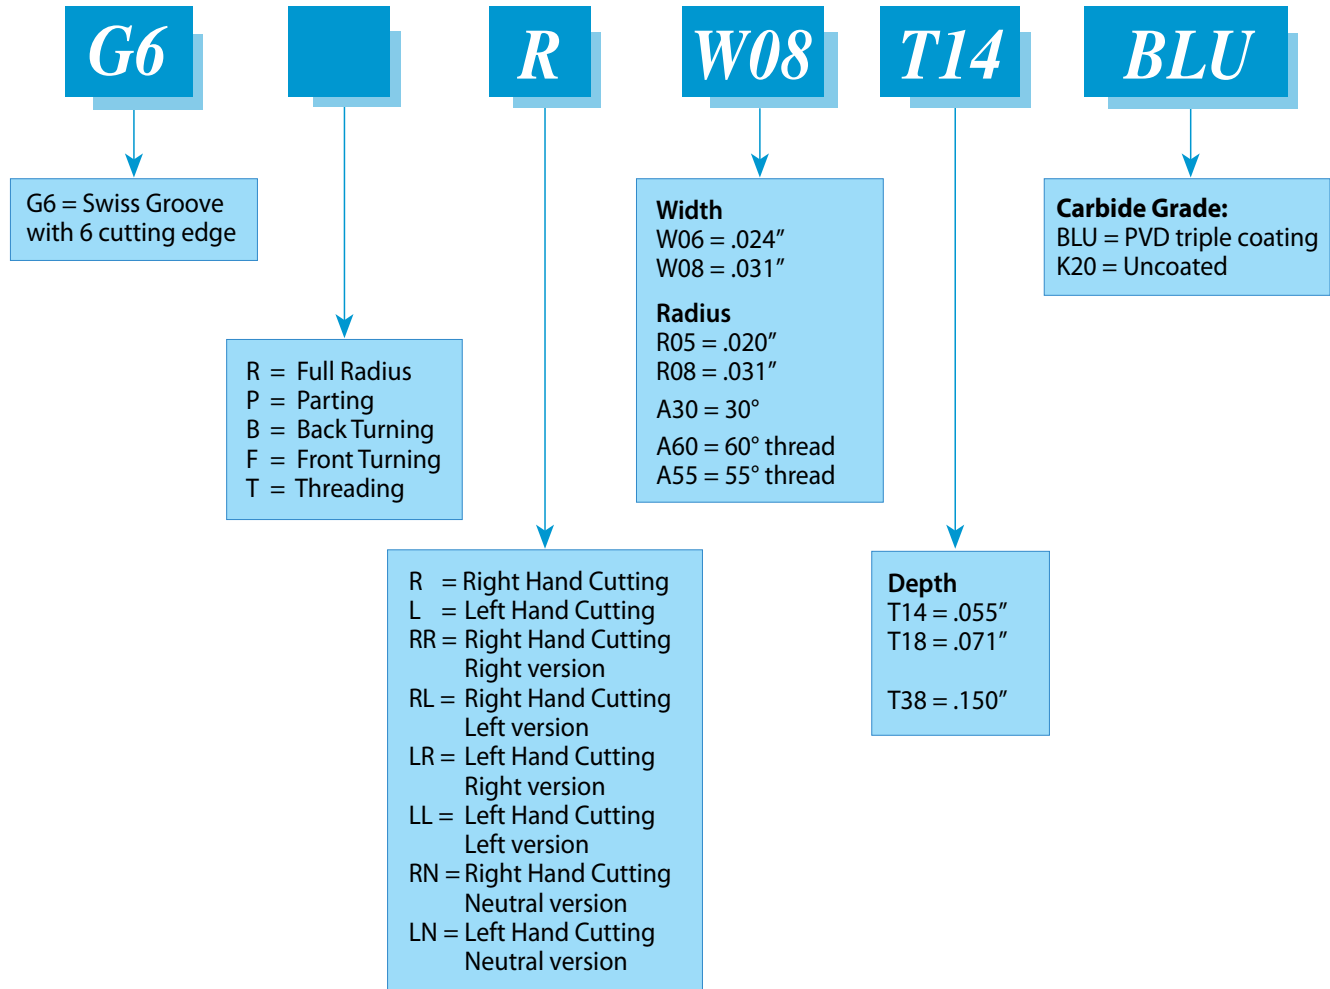 G6 R W08 T14 BLU
G6 = Swiss Groove
with 6 cutting edge
R = Full Radius
P = Parting
B = Back Turning
F = Front Turning
T = Threading
R = Right Hand Cutting
L = Left Hand Cutting
RR = Right Hand Cutting
Right version
RL = Right Hand Cutting
Left version
LR = Left Hand Cutting
Right version
LL = Left Hand Cutting
Left version
RN = Right Hand Cutting
Neutral version
LN = Left Hand Cutting
Neutral version
Width
W06 = .024″
W08 = .031″
Radius
R05 = .020″
R08 = .031″
A30 = 30°
A60 = 60° thread
A55 = 55° thread
Depth
T14 = .055″
T18 = .071″
T38 = .150″
Carbide Grade:
BLU = PVD triple coating
K20 = Uncoated